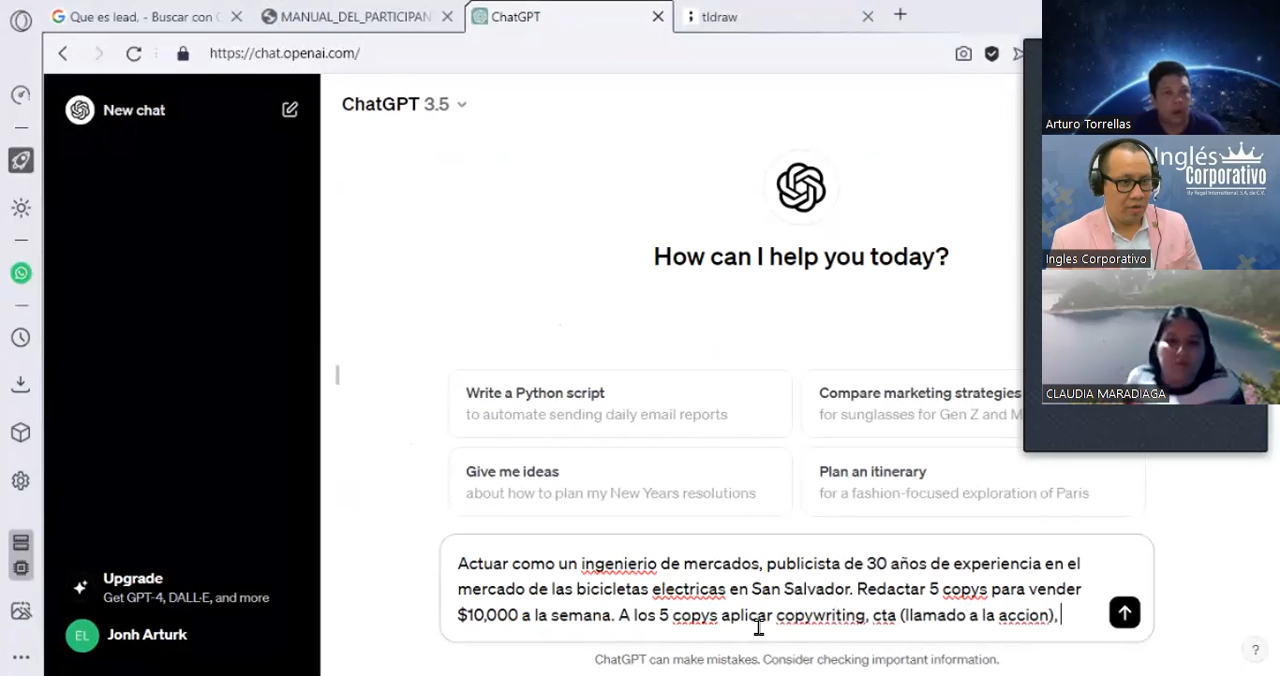 Que es lead, - Buscar con
MANUAL_DEL_PARTICIPAN
ChatGPT
tldraw
https://chat.openai.com/
New chat
ChatGPT 3.5
How can I help you today?
Write a Python script
to automate sending daily email reports
Compare marketing strategies
for sunglasses for Gen Z and M
Give me ideas
about how to plan my New Years resolutions
Plan an itinerary
for a fashion-focused exploration of Paris
Actuar como un ingenierio de mercados, publicista de 30 años de experiencia en el
mercado de las bicicletas electricas en San Salvador. Redactar 5 copys para vender
$10,000 a la semana. A los 5 copys aplicar copywriting, cta (llamado a la accion),
ChatGPT can make mistakes. Consider checking important information.
Upgrade
Get GPT-4, DALL·E, and more
EL
Jonh Arturk
?
Arturo Torrellas
Inglés
Corporativo
By Regal International, S.A. de C.V.
Ingles Corporativo
CLAUDIA MARADIAGA